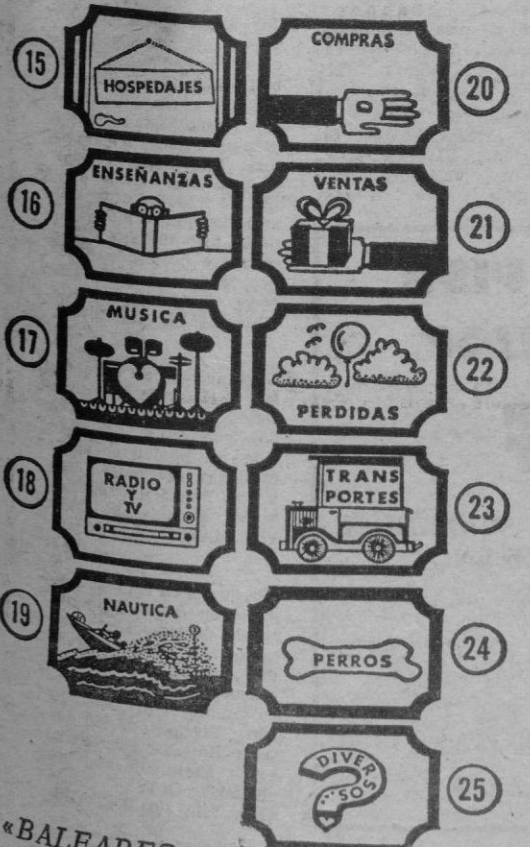 15
HOSPEDAJES
16
ENSEÑANZAS
17
MUSICA
18
RADIO
Y
TV
19
NAUTICA
COMPRAS
20
VENTAS
21
PERDIDAS
22
TRANS
PORTES
23
PERROS
24
DIVER
SOS
25
«BALEARES